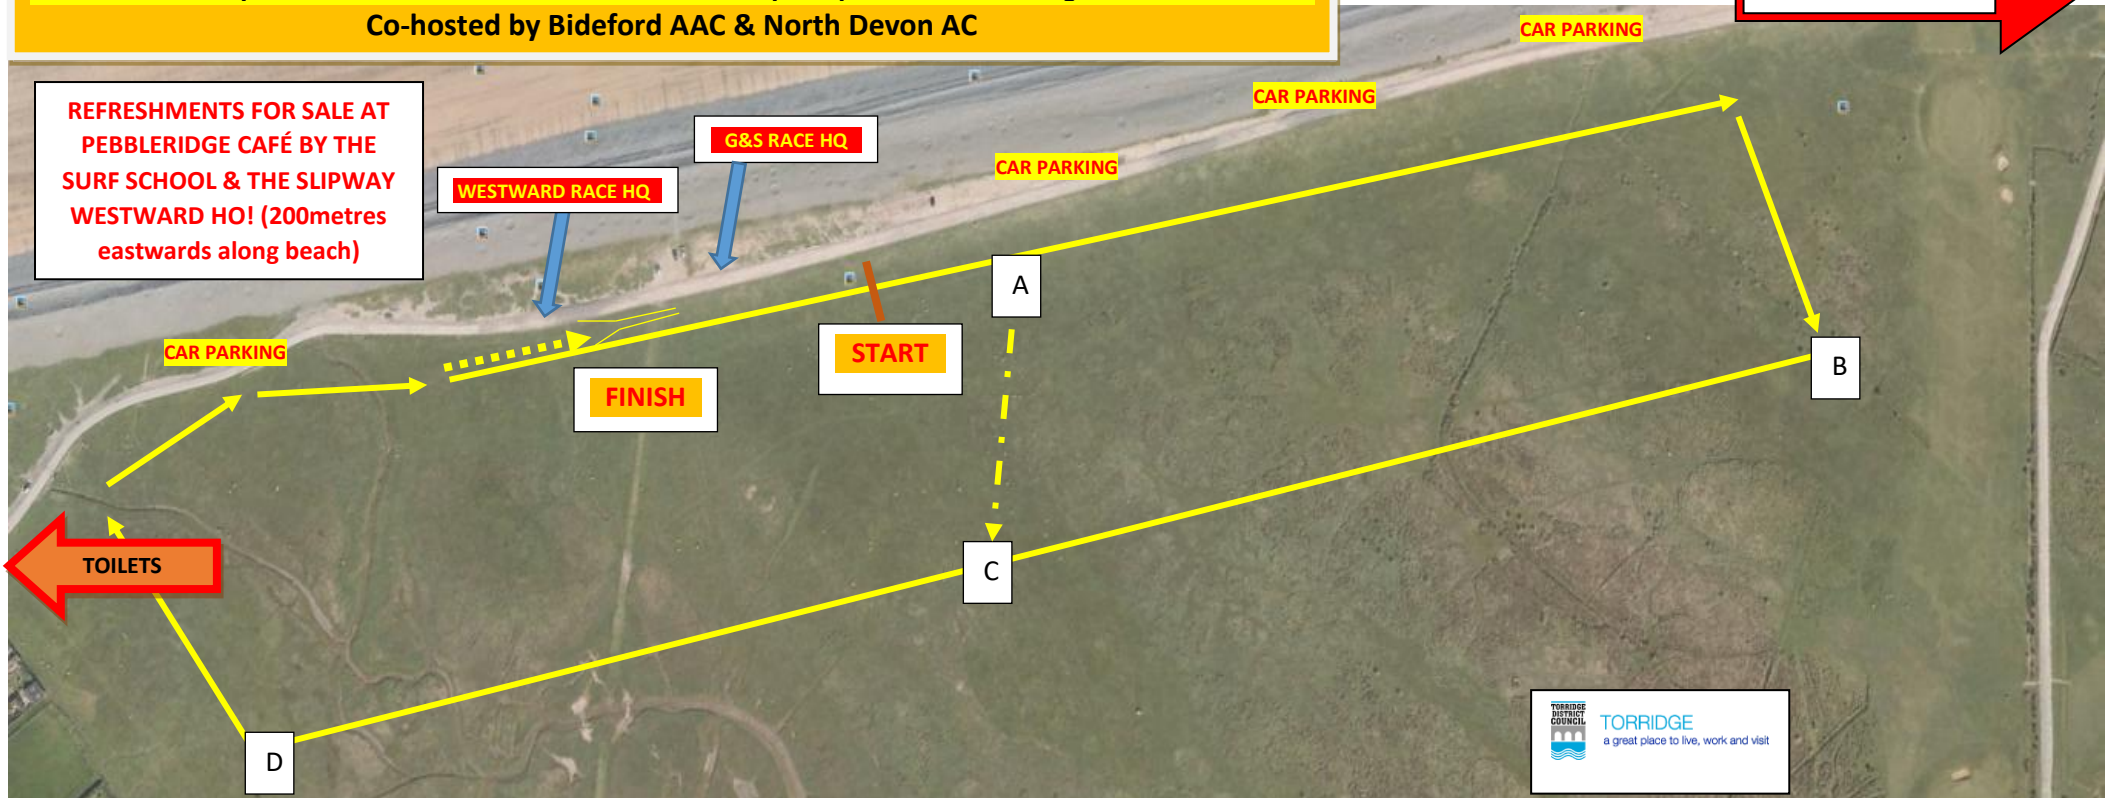 Co-hosted by Bideford AAC & North Devon AC
CAR PARKING
CAR PARKING
CAR PARKING
REFRESHMENTS FOR SALE AT
PEBBLERIDGE CAFÉ BY THE
SURF SCHOOL & THE SLIPWAY
WESTWARD HO! (200metres
eastwards along beach)
G&S RACE HQ
WESTWARD RACE HQ
A
START
CAR PARKING
FINISH
B
TOILETS
C
D
TORRIDGE
DISTRICT
COUNCIL
TORRIDGE
a great place to live, work and visit